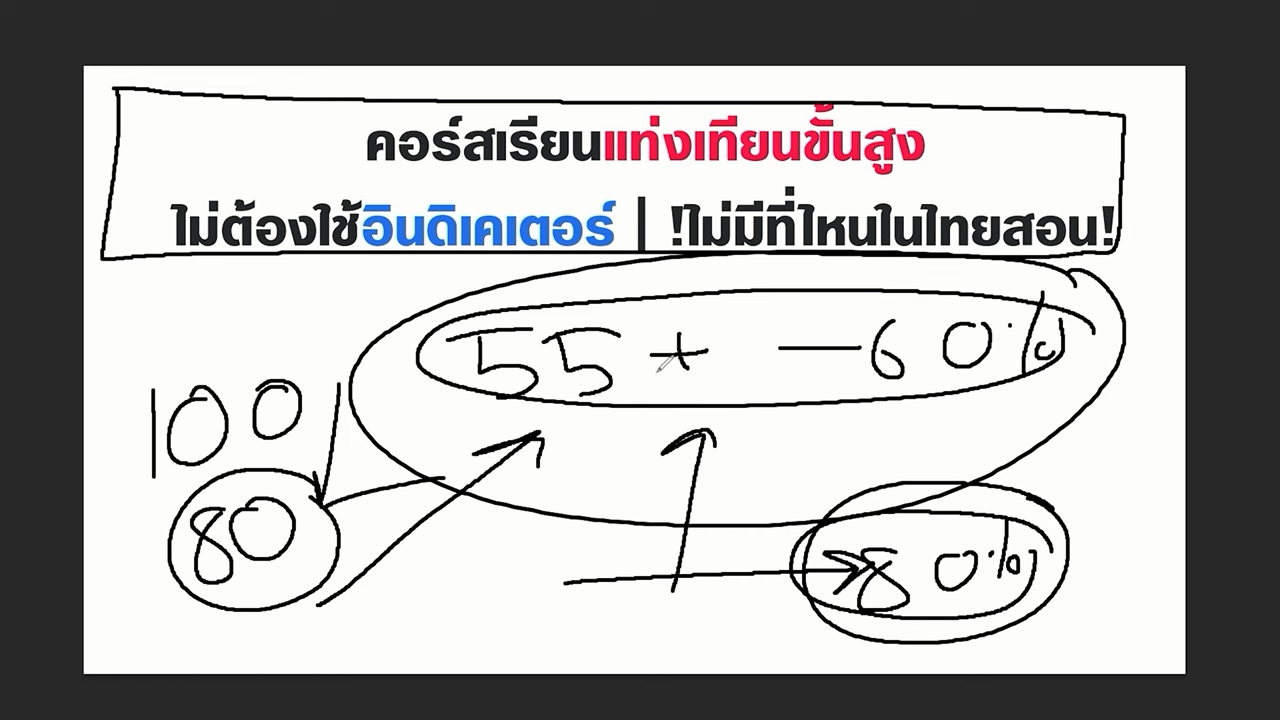 คอร์สเรียนแท่งเทียนขั้นสูง
ไม่ต้องใช้อินดิเคเตอร์ | !ไม่มีที่ไหนในไทยสอน!
55 + - 60%
100
80
80%